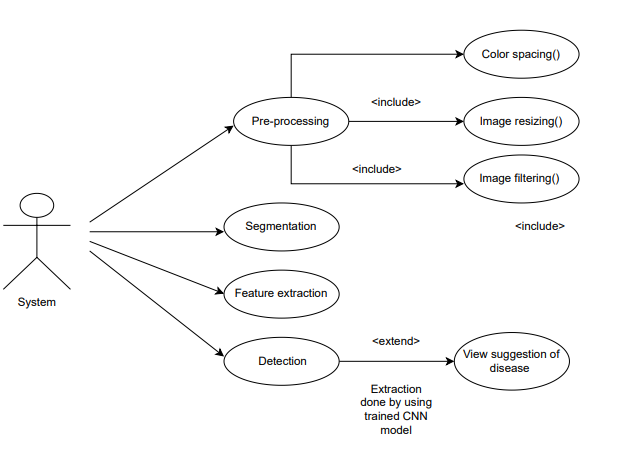 Color spacing()
<include>
Pre-processing
Image resizing()
<include>
Image filtering()
Segmentation
<include>
Feature extraction
System
<extend>
Detection
View suggestion of
disease
Extraction
done by using
trained CNN
model